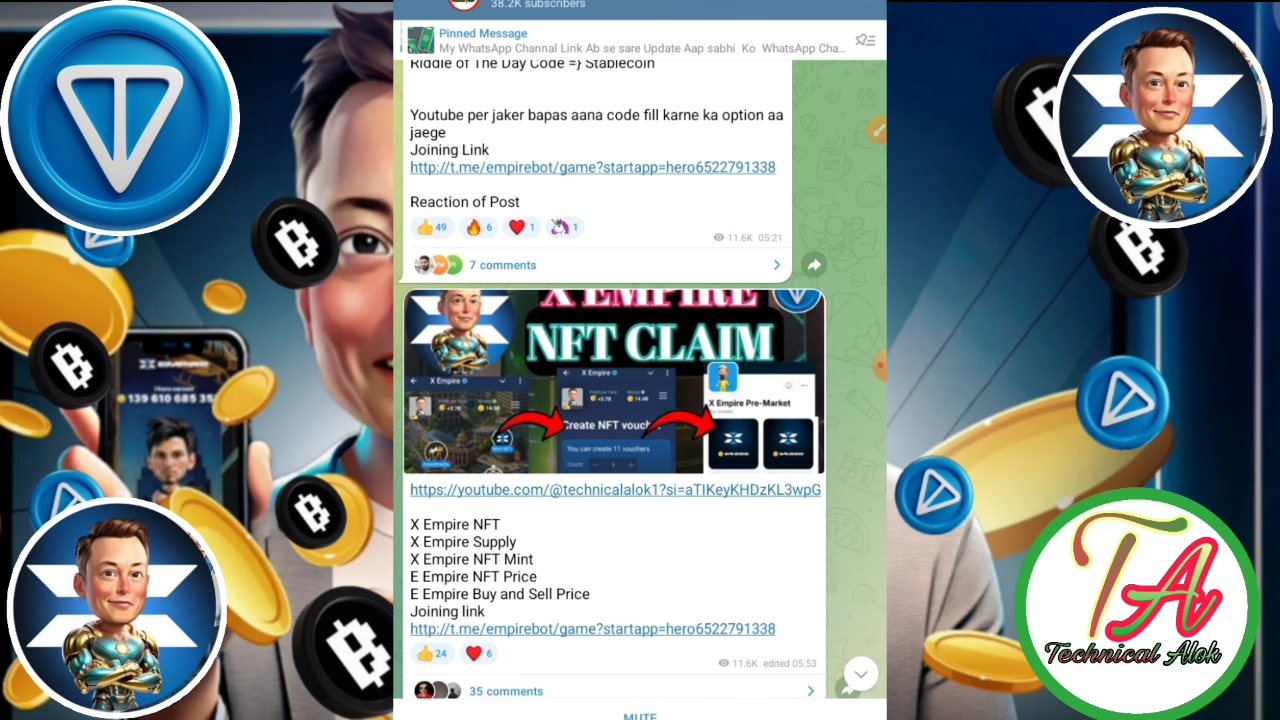 38.2K subscribers
Pinned Message
My WhatsApp Channal Link Ab se sare Update Aap sabhi Ko WhatsApp Cha...
Riddle of The Day Code =} Stablecoin
Youtube per jaker bapas aana code fill karne ka option aa
jaege
Joining Link
http://t.me/empirebot/game?startapp=hero6522791338
Reaction of Post
49 6 1 1
11.6K 05:21
7 comments
X EMPIRE
NFT CLAIM
X Empire
X Empire
Create NFT vouch
You can create 11 vouchers
Count:
X Empire Pre-Market
https://youtube.com/@technicalalok1?si=aTIKeyKHDzKL3wpG
X Empire NFT
X Empire Supply
X Empire NFT Mint
E Empire NFT Price
E Empire Buy and Sell Price
Joining link
http://t.me/empirebot/game?startapp=hero6522791338
24 6
11.6K edited 05:53
35 comments
MUTE
139 610 685 35
TA
Technical Alok